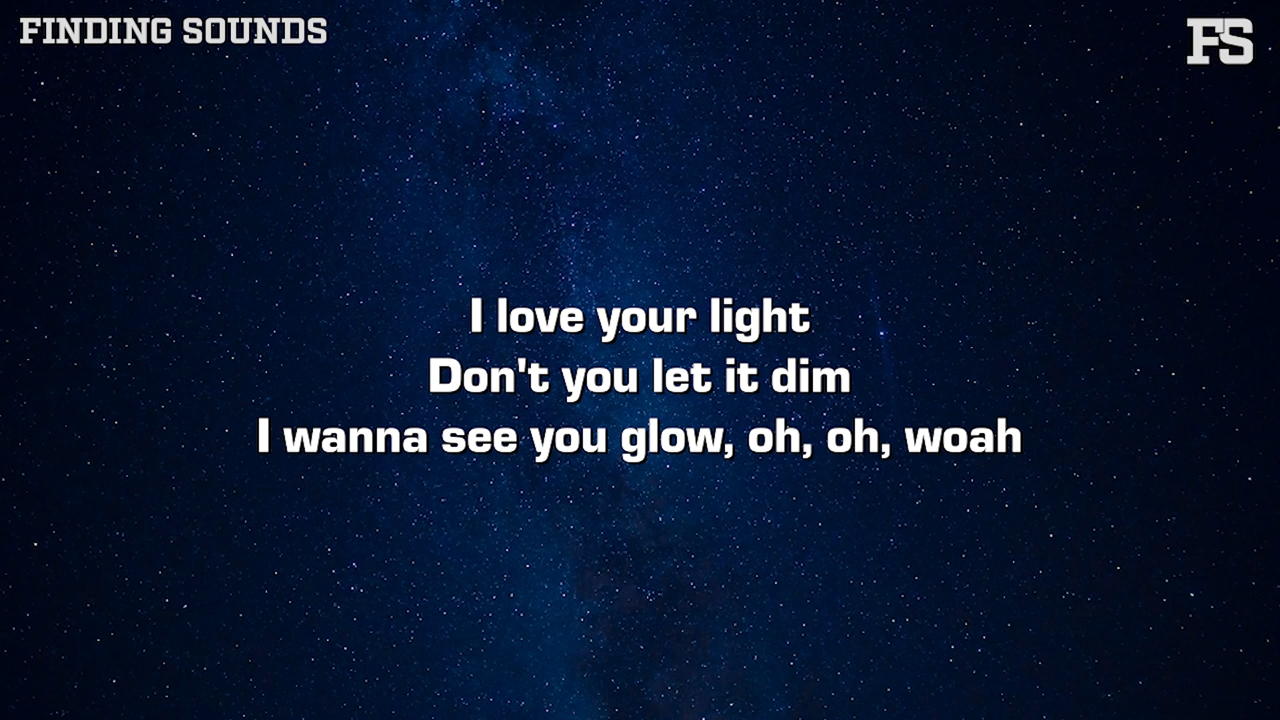 FINDING SOUNDS
FS
I love your light
Don't you let it dim
I wanna see you glow, oh, oh, woah